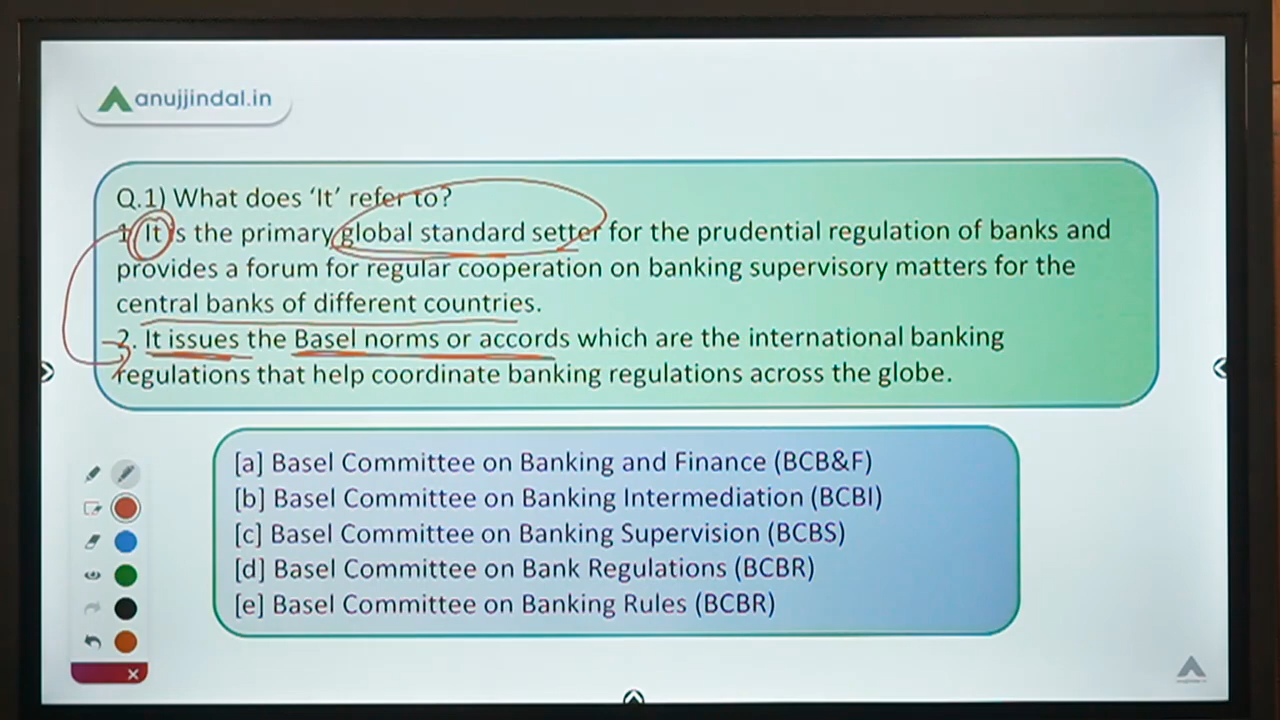 anujjindal.in
Q.1) What does 'It' refer to?
1. It's the primary global standard setter for the prudential regulation of banks and
provides a forum for regular cooperation on banking supervisory matters for the
central banks of different countries.
2. It issues the Basel norms or accords which are the international banking
regulations that help coordinate banking regulations across the globe.
[a] Basel Committee on Banking and Finance (BCB&F)
[b] Basel Committee on Banking Intermediation (BCBI)
[c] Basel Committee on Banking Supervision (BCBS)
[d] Basel Committee on Bank Regulations (BCBR)
[e] Basel Committee on Banking Rules (BCBR)